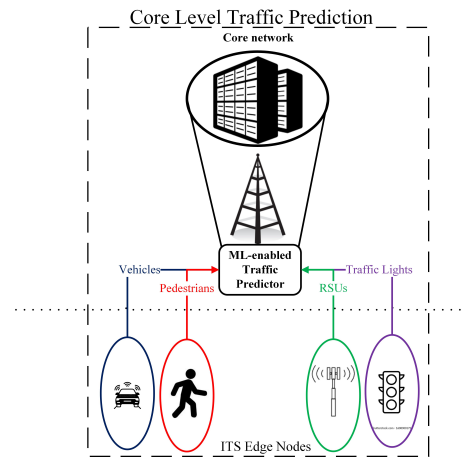 Core Level Traffic Prediction
Core network
ML-enabled
Traffic
Predictor
Vehicles
Traffic Lights
Pedestrians
RSUs
ITS Edge Nodes